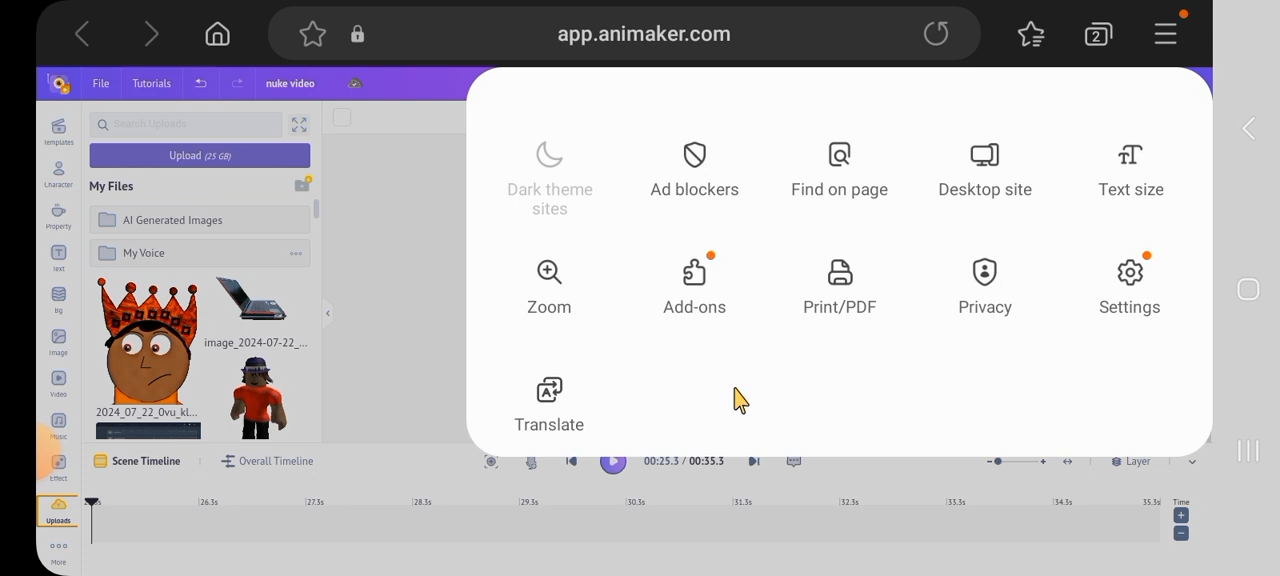 app.animaker.com
2
File
Tutorials
nuke video
Search Uploads
Upload (25 GB)
My Files
AI Generated Images
My Voice
image_2024-07-22_...
2024_07_22_0vu_kl...
Templates
Character
Property
Text
Bg
Image
Video
Music
Effect
Uploads
More
Dark theme
sites
Ad blockers
Find on page
Desktop site
Text size
Zoom
Add-ons
Print/PDF
Privacy
Settings
Translate
Scene Timeline
Overall Timeline
00:25.3 / 00:35.3
Layer
26.3s
27.3s
28.3s
29.3s
30.3s
31.3s
32.3s
33.3s
34.3s
35.3s
Time